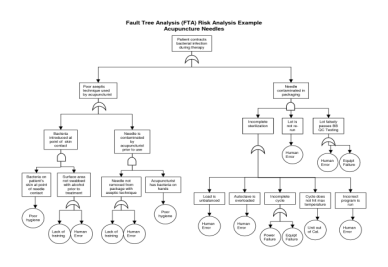 Fault Tree Analysis (FTA) Risk Analysis Example
Acupuncture Needles
Patient contracts
bacterial infection
during therapy
Poor aseptic
technique used
by acupuncturist
Needle
contaminated in
packaging
Bacteria
introduced at
point of skin
contact
Needle is
contaminated
by acupuncturist
prior to use
Incomplete
sterilization
Lot is not
run
Lot falsely
passes
QC Testing
Human
Error
Human
Error
Equipt
Failure
Bacteria on
patient's
skin at point
of needle
contact
Surface area
not swabbed
with alcohol prior
to treatment
Needle not
removed from
package with
aseptic technique
Acupuncturist
has bacteria on
hands
Load is
unbalanced
Autoclave is
overloaded
Incomplete
cycle
Cycle does
not hit max
temperature
Incorrect
program is
run
Poor
hygiene
Lack of
training
Human
Error
Lack of
training
Human
Error
Poor
hygiene
Human
Error
Human
Error
Power
Failure
Equipt
Failure
Unit out
of Cal.
Human
Error